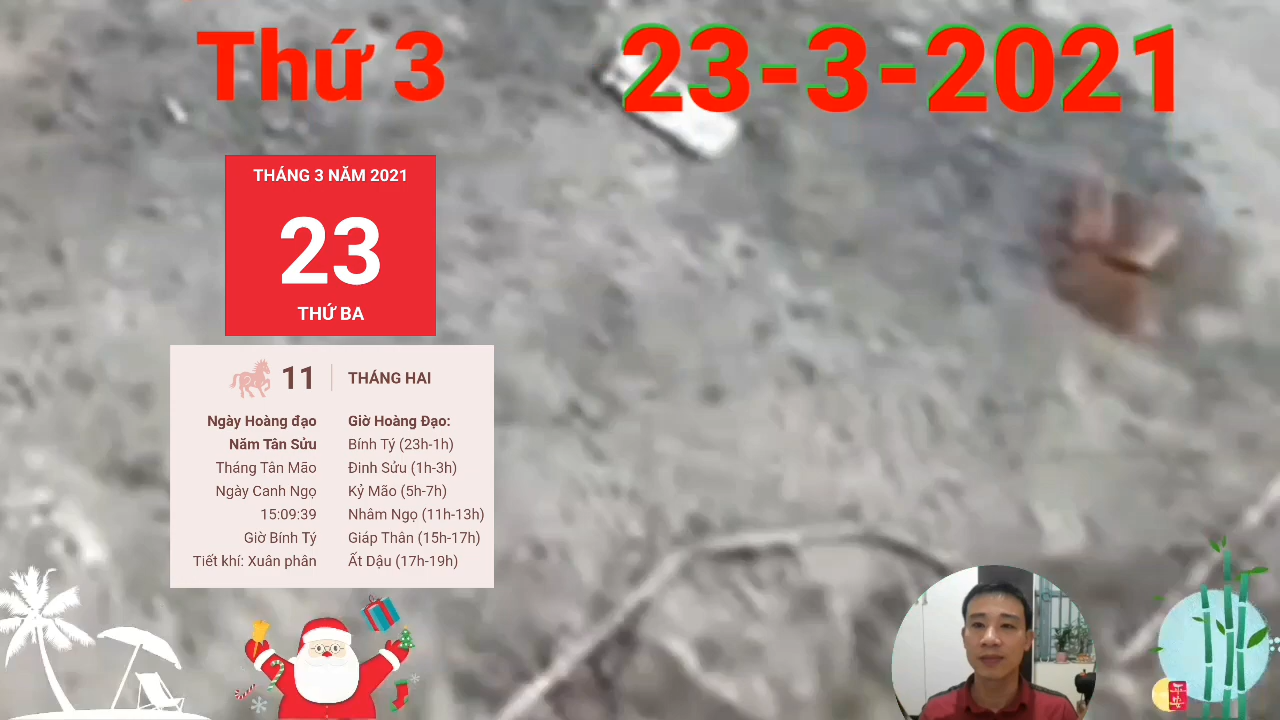 Thứ 3
23-3-2021
THÁNG 3 NĂM 2021
23
THỨ BA
11
THÁNG HAI
Ngày Hoàng đạo
Năm Tân Sửu
Tháng Tân Mão
Ngày Canh Ngọ
15:09:39
Giờ Bính Tý
Tiết khí: Xuân phân
Giờ Hoàng Đạo:
Bính Tý (23h-1h)
Đinh Sửu (1h-3h)
Kỷ Mão (5h-7h)
Nhâm Ngọ (11h-13h)
Giáp Thân (15h-17h)
Ất Dậu (17h-19h)